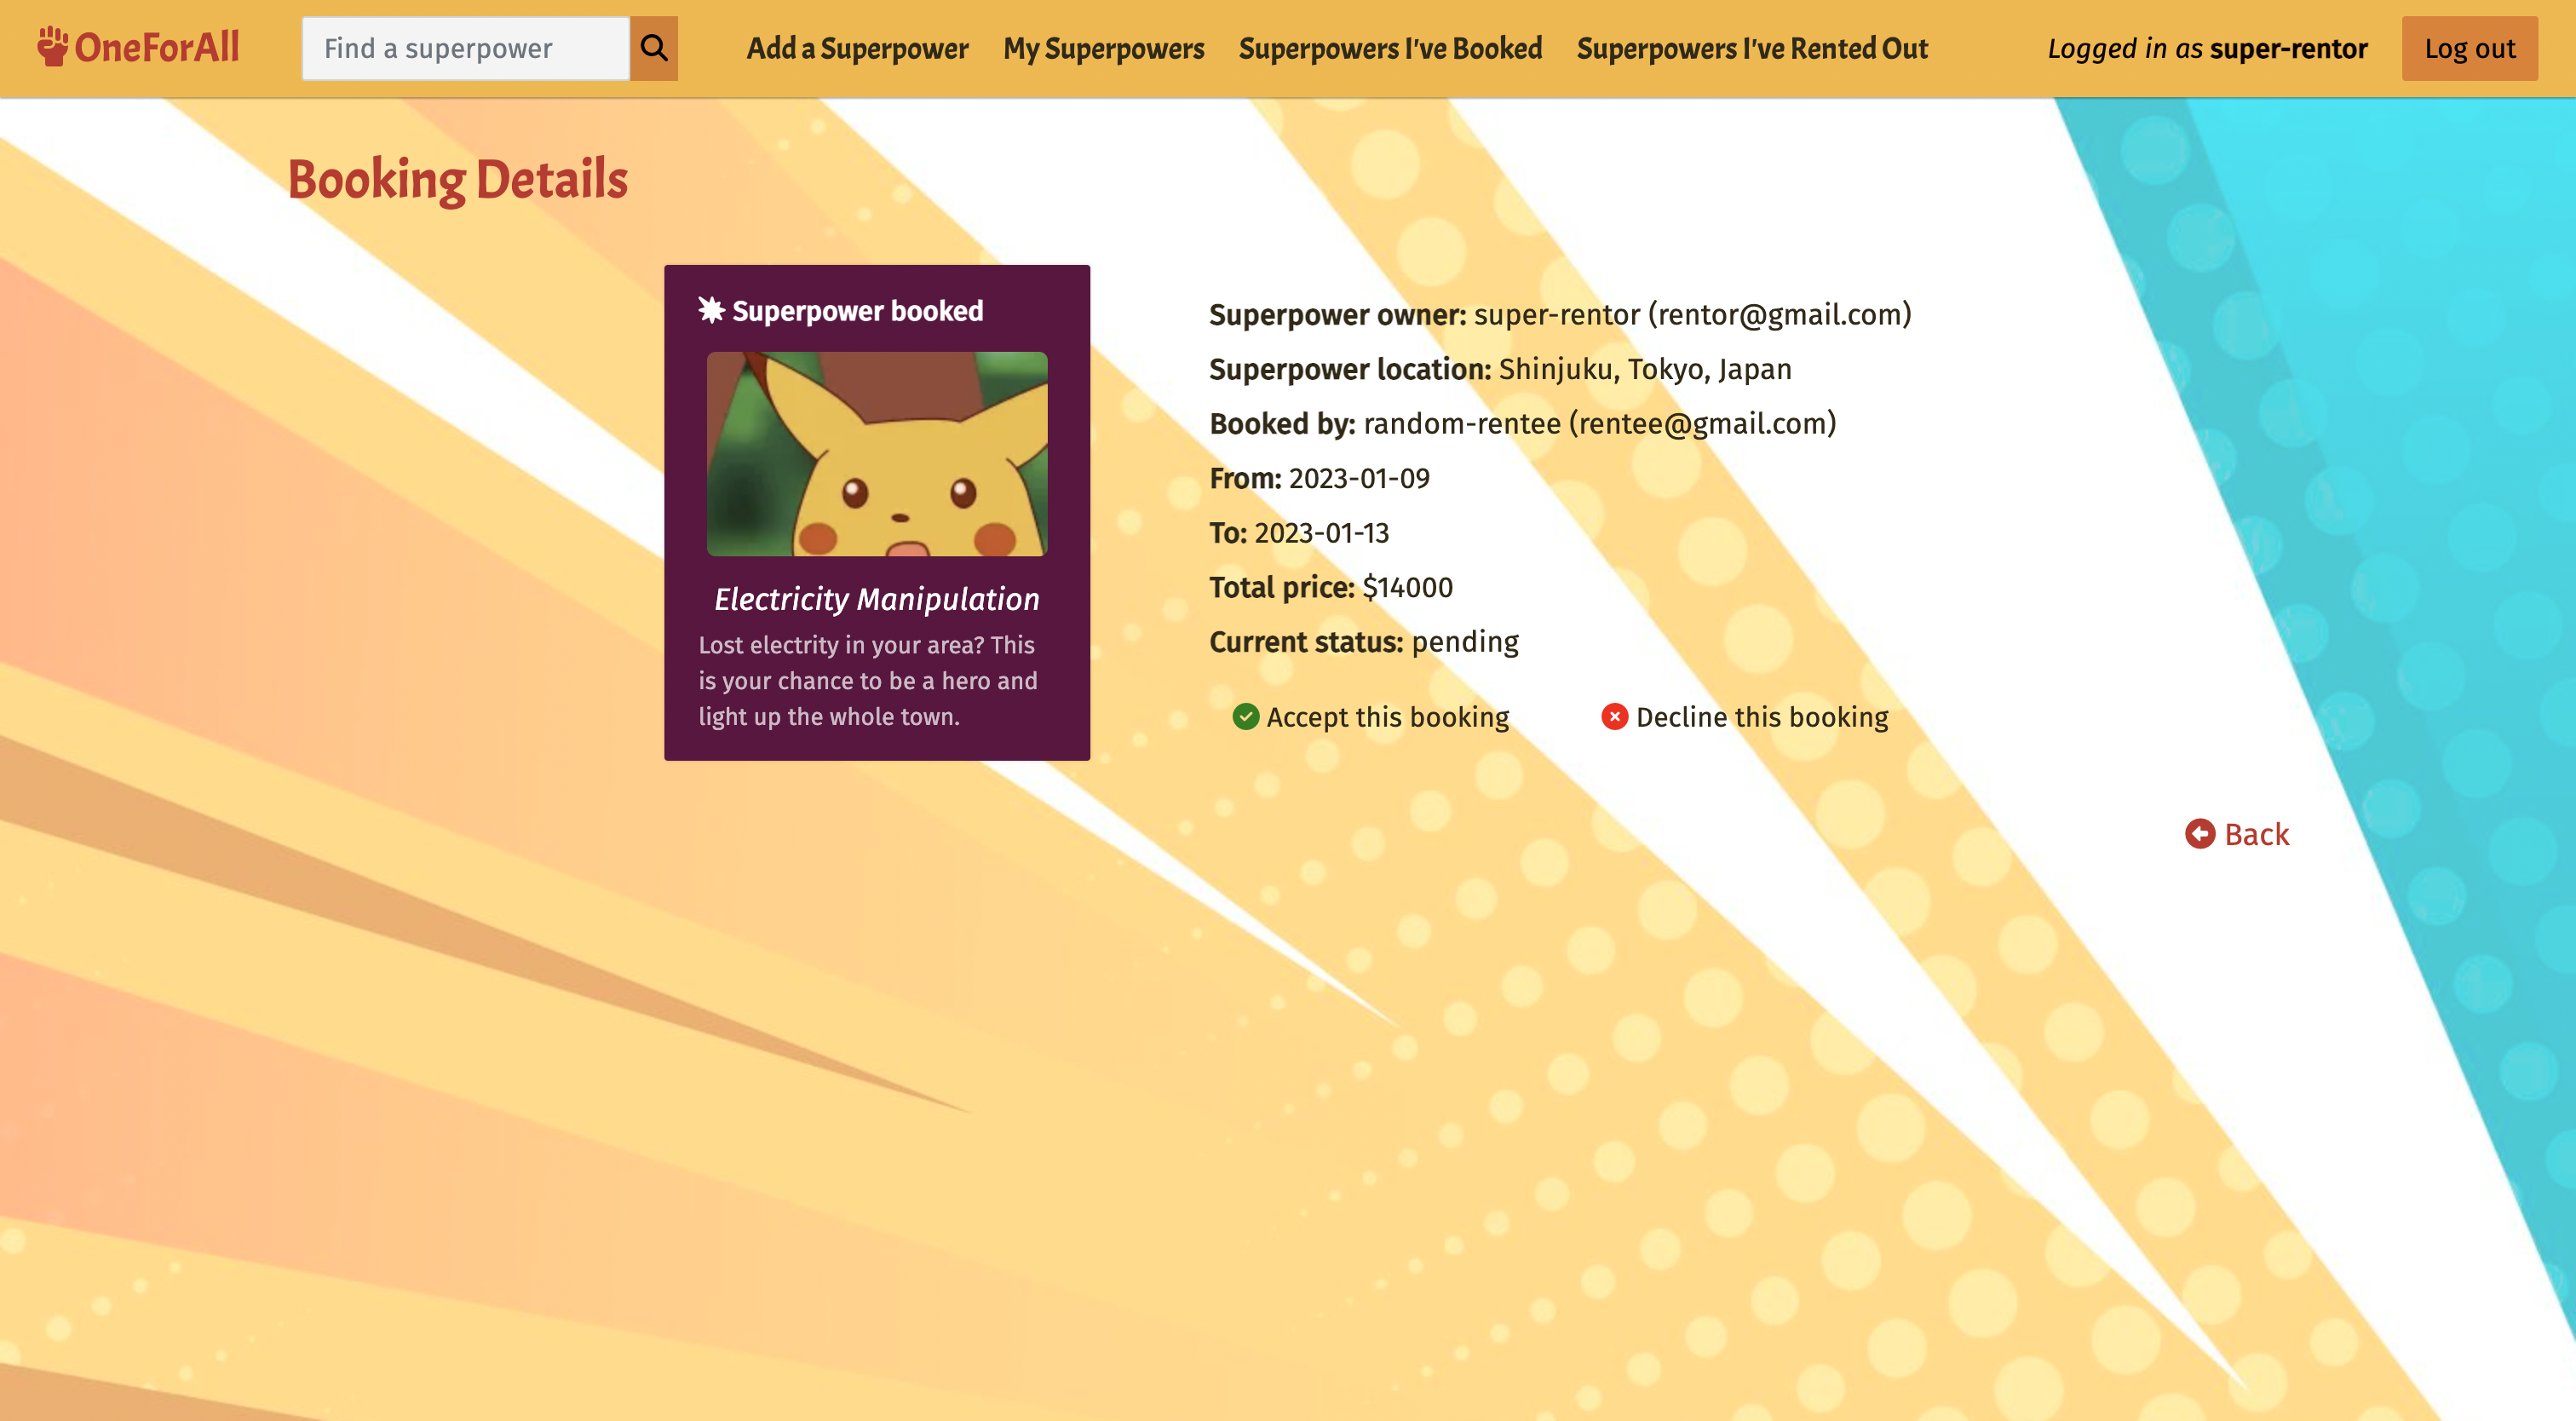 OneForAll
Find a superpower
Add a Superpower
My Superpowers
Superpowers I've Booked
Superpowers I've Rented Out
Logged in as super-rentor
Log out
Booking Details
Superpower booked
Electricity Manipulation
Lost electrity in your area? This
is your chance to be a hero and
light up the whole town.
Superpower owner: super-rentor (rentor@gmail.com)
Superpower location: Shinjuku, Tokyo, Japan
Booked by: random-rentee (rentee@gmail.com)
From: 2023-01-09
To: 2023-01-13
Total price: $14000
Current status: pending
Accept this booking
Decline this booking
Back